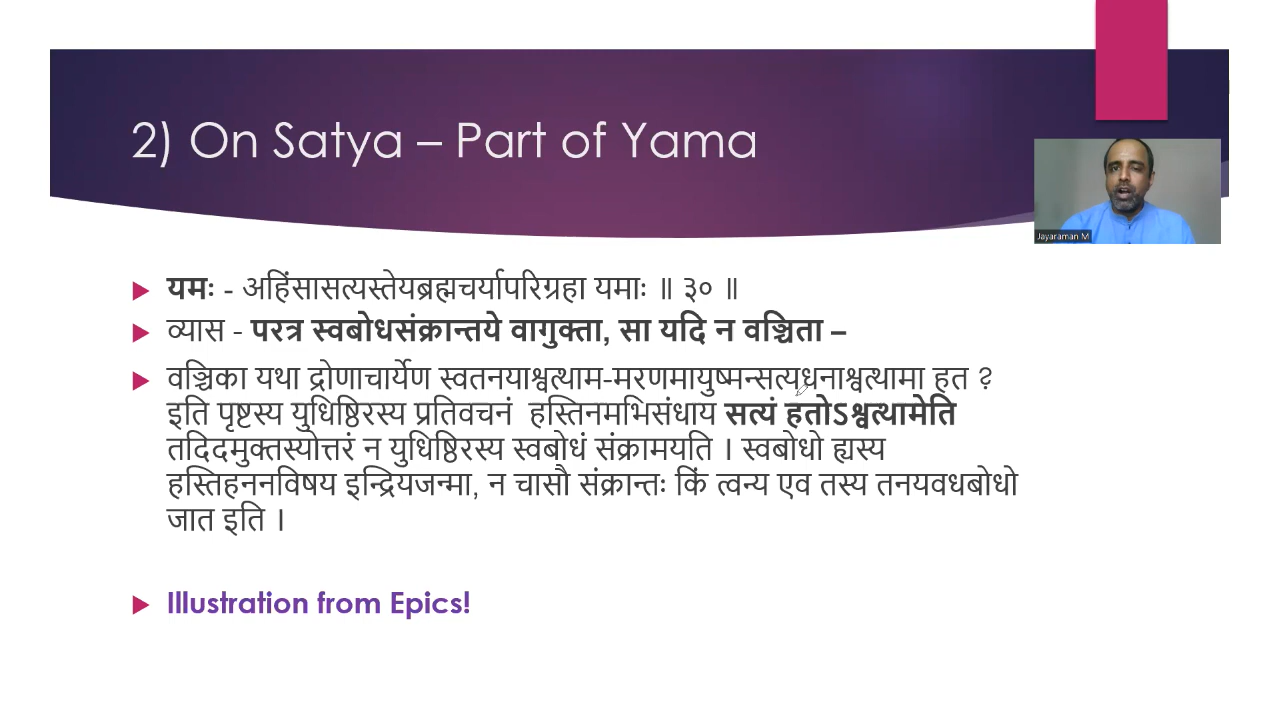 2) On Satya – Part of Yama
Jayaraman M
यमः - अहिंसासत्यस्तेयब्रह्मचर्यापरिग्रहा यमाः ॥ ३० ॥
व्यास - परत्र स्वबोधसंक्रान्तये वागुक्ता, सा यदि न वञ्चिता –
वञ्चिका यथा द्रोणाचार्येण स्वतनयाश्वत्थाम-मरणमायुष्मन्सत्यधनाश्वत्थामा हत ?
इति पृष्टस्य युधिष्ठिरस्य प्रतिवचनं हस्तिनमभिसंधाय सत्यं हतोऽश्वत्थामेति
तदिदमुक्तस्योत्तरं न युधिष्ठिरस्य स्वबोधं संक्रामयति । स्वबोधो ह्यस्य
हस्तिहननविषय इन्द्रियजन्मा, न चासौ संक्रान्तः किं त्वन्य एव तस्य तनयवधबोधो
जात इति ।
Illustration from Epics!